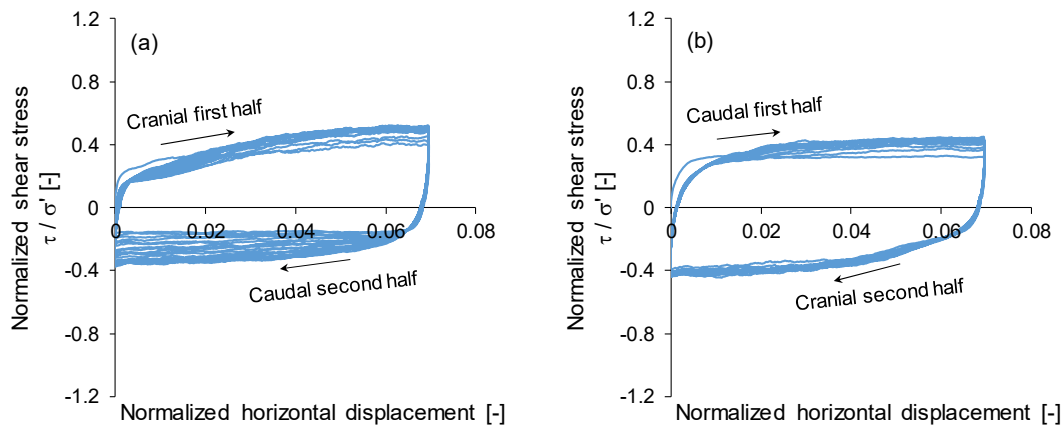 (a)
Normalized shear stress
τ / σ' [-]
1.2
0.8
0.4
0
-0.4
-0.8
-1.2
0
0.02
0.04
0.06
0.08
Cranial first half
Caudal second half
Normalized horizontal displacement [-]
(b)
Normalized shear stress
τ / σ' [-]
1.2
0.8
0.4
0
-0.4
-0.8
-1.2
0
0.02
0.04
0.06
0.08
Caudal first half
Cranial second half
Normalized horizontal displacement [-]